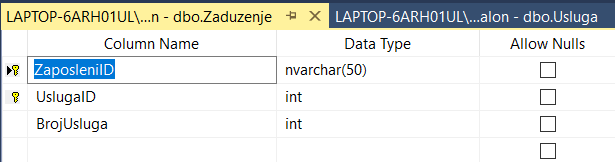 LAPTOP-6ARH01UL\...n - dbo.Zaduzenje LAPTOP-6ARH01UL\...alon - dbo.Usluga
Column Name Data Type Allow Nulls
ZaposleniID nvarchar(50)
UslugaID int
BrojUsluga int